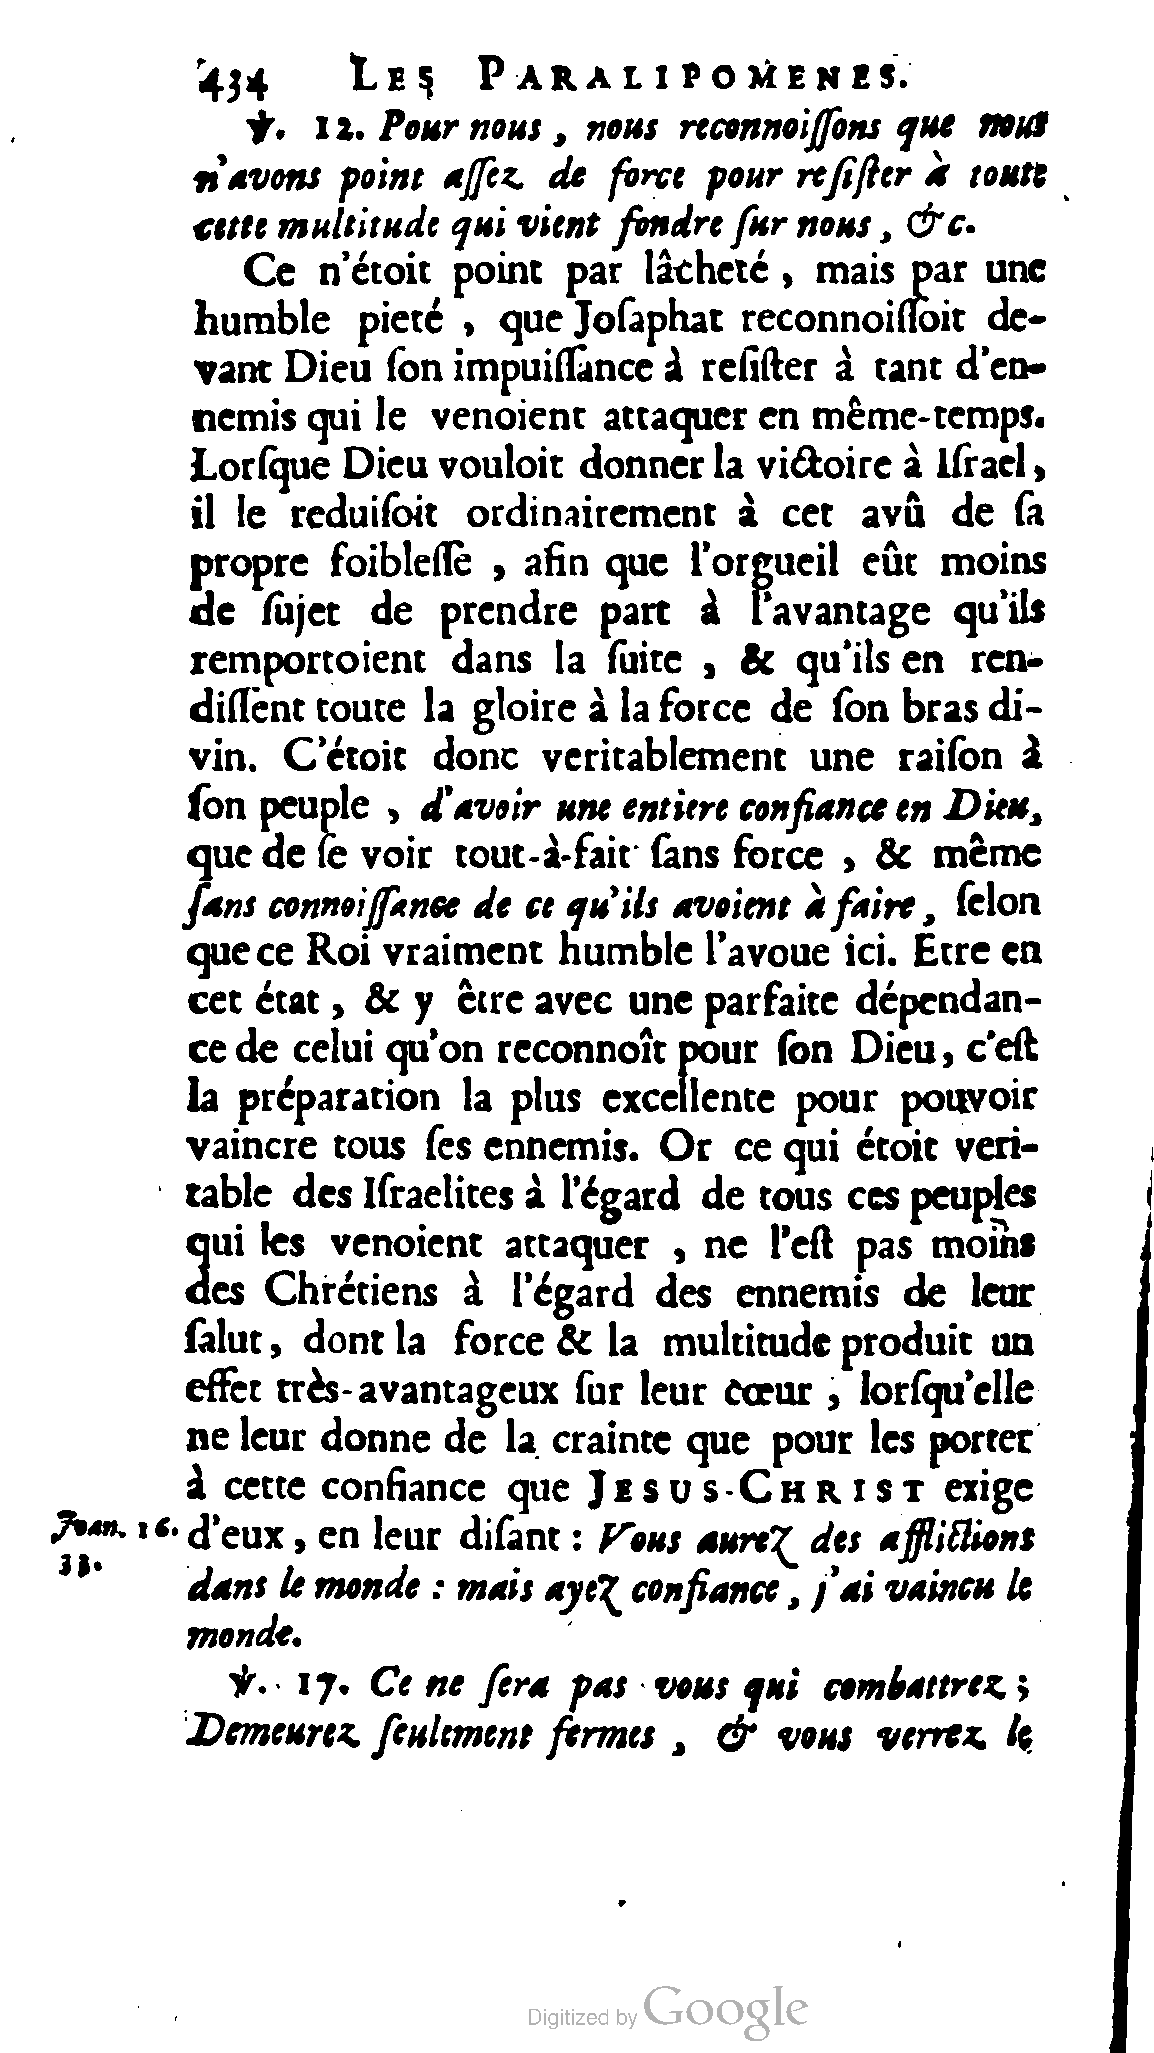 434 LES PARALIPOMENES.
℣. 12. Pour nous, nous reconnoiſſons que nous
n'avons point aſſez de force pour reſiſter à toute
cette multitude qui vient fondre ſur nous, &c.
Ce n'étoit point par lâcheté, mais par une
humble pieté, que Joſaphat reconnoiſſoit de-
vant Dieu ſon impuiſſance à reſiſter à tant d'en-
nemis qui le venoient attaquer en même-temps.
Lorſque Dieu vouloit donner la victoire à Iſrael,
il le reduiſoit ordinairement à cet avû de ſa
propre foibleſſe, afin que l'orgueil eût moins
de ſujet de prendre part à l'avantage qu'ils
remportoient dans la ſuite, & qu'ils en ren-
diſſent toute la gloire à la force de ſon bras di-
vin. C'étoit donc veritablement une raiſon à
ſon peuple, d'avoir une entiere confiance en Dieu,
que de ſe voir tout-à-fait ſans force, & même
ſans connoiſſance de ce qu'ils avoient à faire, ſelon
que ce Roi vraiment humble l'avoue ici. Etre en
cet état, & y être avec une parfaite dépendan-
ce de celui qu'on reconnoît pour ſon Dieu, c'eſt
la préparation la plus excellente pour pouvoir
vaincre tous ſes ennemis. Or ce qui étoit veri-
table des Iſraelites à l'égard de tous ces peuples
qui les venoient attaquer, ne l'eſt pas moins
des Chrétiens à l'égard des ennemis de leur
ſalut, dont la force & la multitude produit un
effet très-avantageux ſur leur cœur, lorſqu'elle
ne leur donne de la crainte que pour les porter
à cette confiance que JESUS-CHRIST exige
Joan. 16. d'eux, en leur diſant : Vous aurez des afflictions
33. dans le monde : mais ayez confiance, j'ai vaincu le
monde.
℣. 17. Ce ne ſera pas vous qui combattrez ;
Demeurez ſeulement fermes, & vous verrez le
Digitized by Google